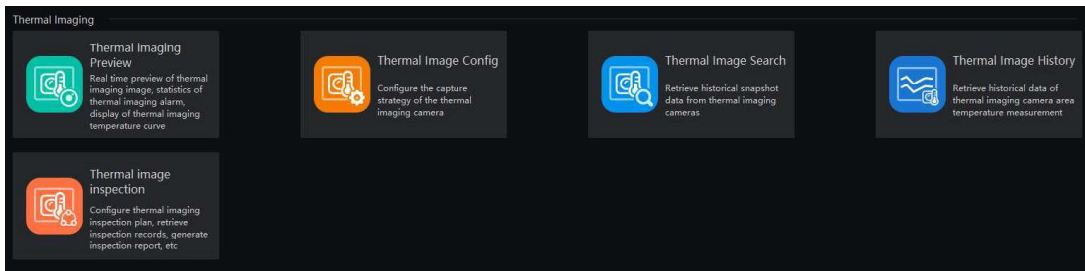 Thermal Imaging
Thermal Imaging
Preview
Real time preview of thermal
imaging image, statistics of
thermal imaging alarm,
display of thermal imaging
temperature curve
Thermal Image Config
Configure the capture
strategy of the thermal
imaging camera
Thermal Image Search
Retrieve historical snapshot
data from thermal imaging
cameras
Thermal Image History
Retrieve historical data of
thermal imaging camera area
temperature measurement
Thermal image
inspection
Configure thermal imaging
inspection plan, retrieve
inspection records, generate
inspection report, etc